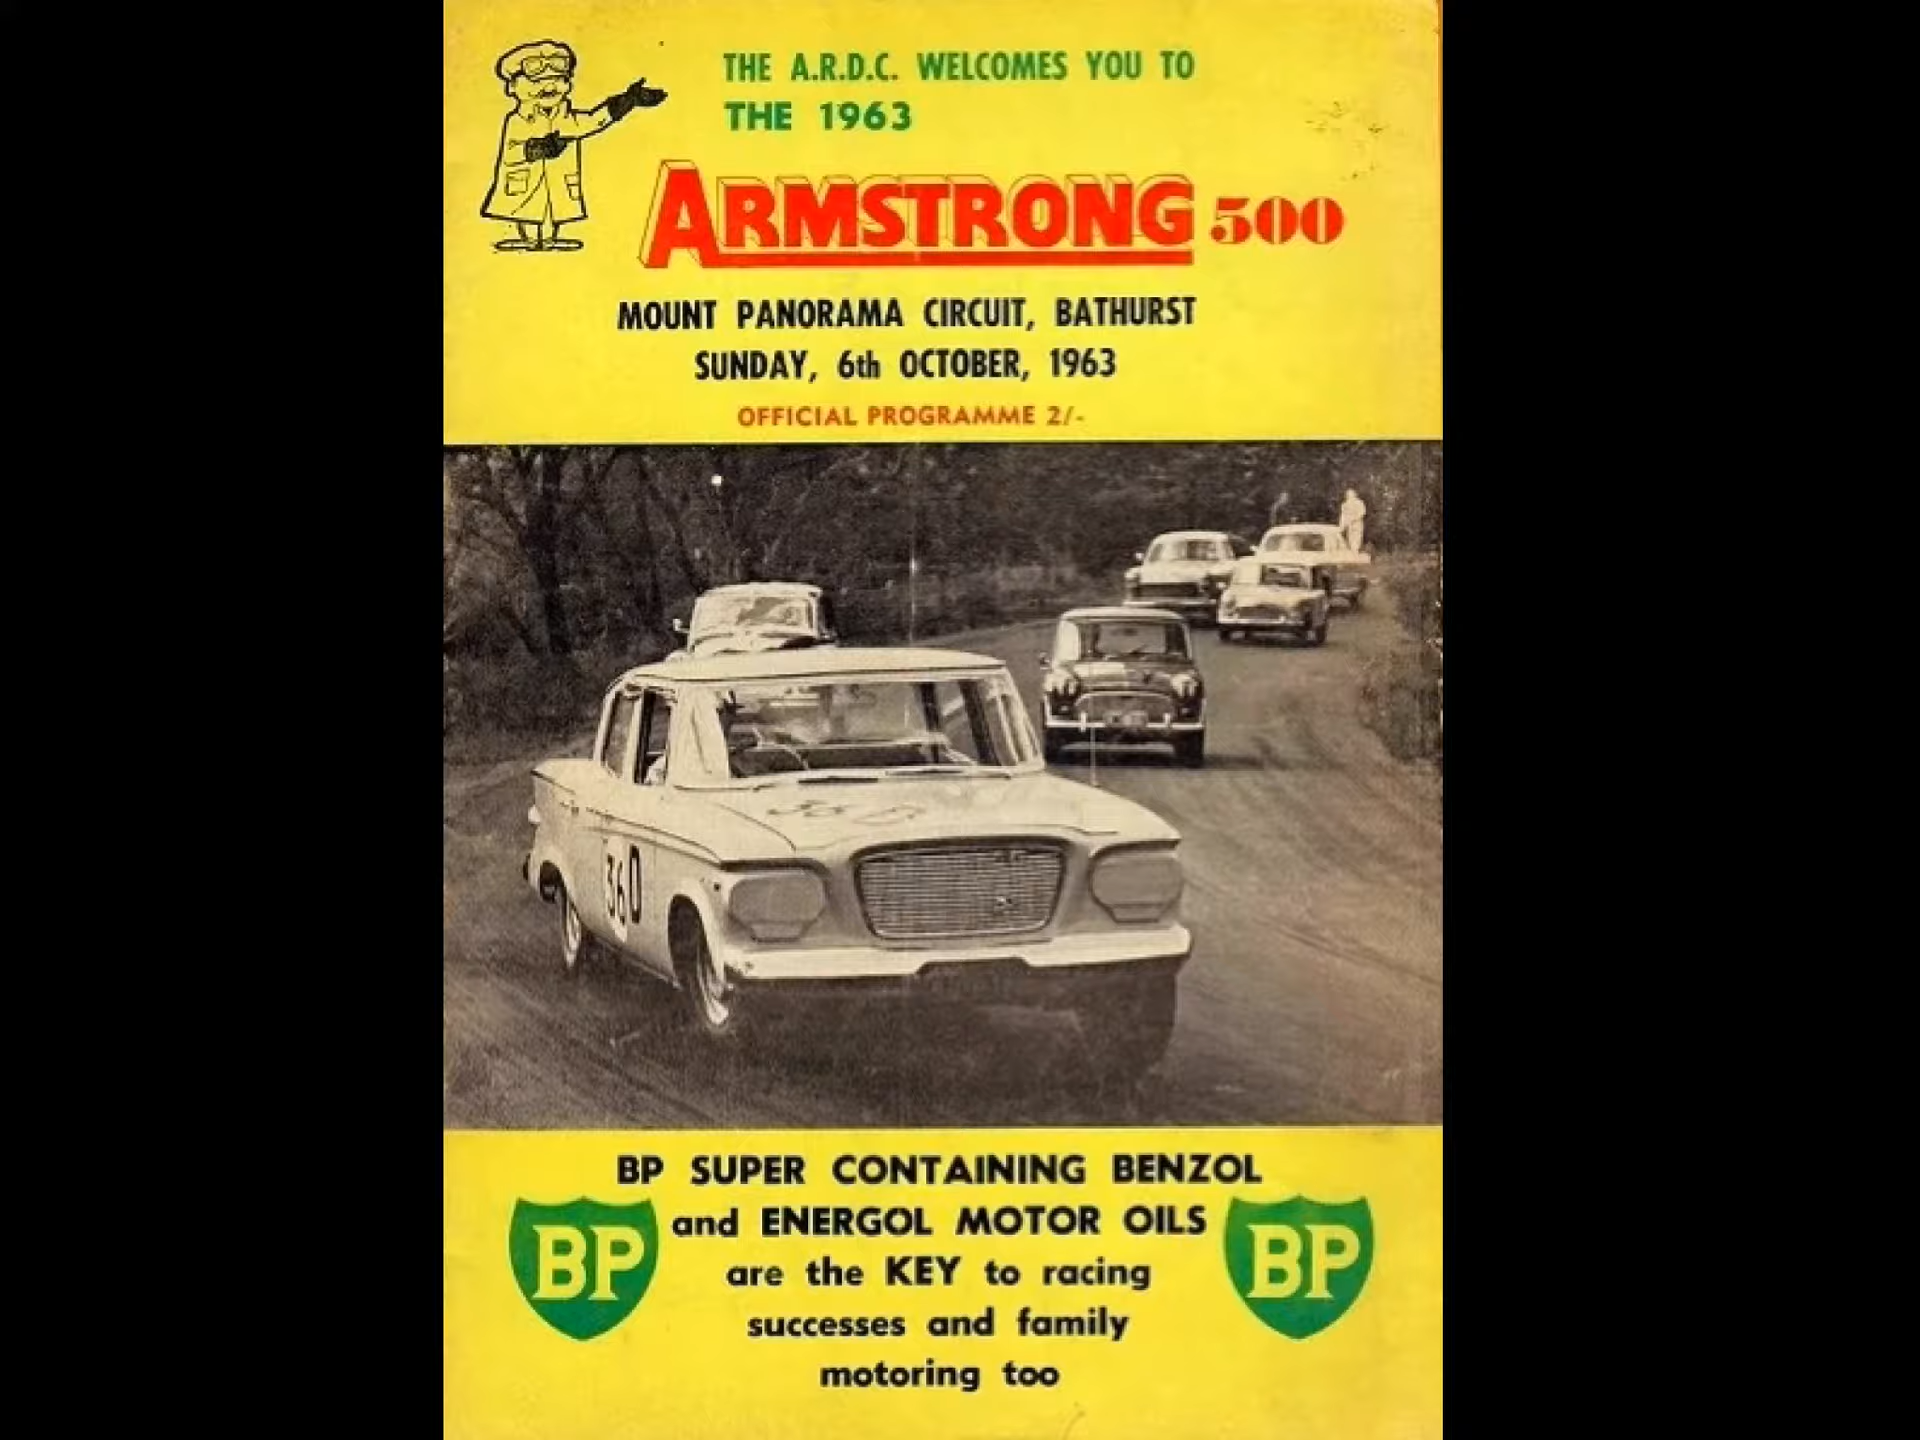 THE A.R.D.C. WELCOMES YOU TO
THE 1963
ARMSTRONG 500
MOUNT PANORAMA CIRCUIT, BATHURST
SUNDAY, 6th OCTOBER, 1963
OFFICIAL PROGRAMME 2/-
360
BP SUPER CONTAINING BENZOL
and ENERGOL MOTOR OILS
are the KEY to racing
successes and family
motoring too
BP
BP